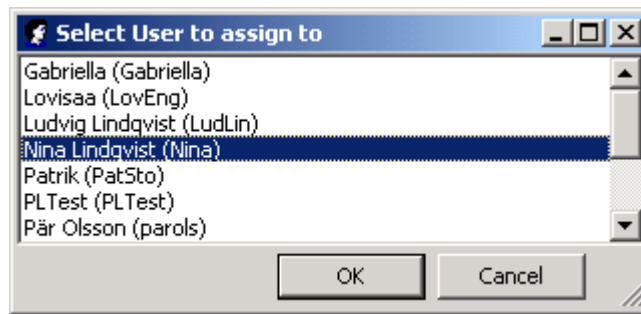 Select User to assign to
Gabriella (Gabriella)
Lovisaa (LovEng)
Ludvig Lindqvist (LudLin)
Nina Lindqvist (Nina)
Patrik (PatSto)
PLTest (PLTest)
Pär Olsson (parols)
OK
Cancel